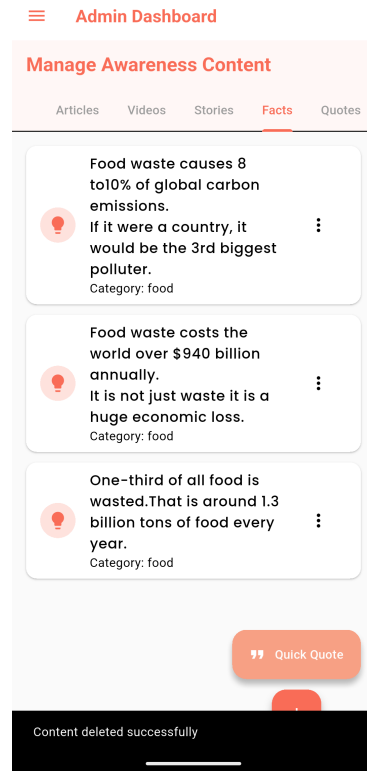 Admin Dashboard
Manage Awareness Content
Articles Videos Stories Facts Quotes
Food waste causes 8
to10% of global carbon
emissions.
If it were a country, it
would be the 3rd biggest
polluter.
Category: food
Food waste costs the
world over $940 billion
annually.
It is not just waste it is a
huge economic loss.
Category: food
One-third of all food is
wasted.That is around 1.3
billion tons of food every
year.
Category: food
Quick Quote
Content deleted successfully